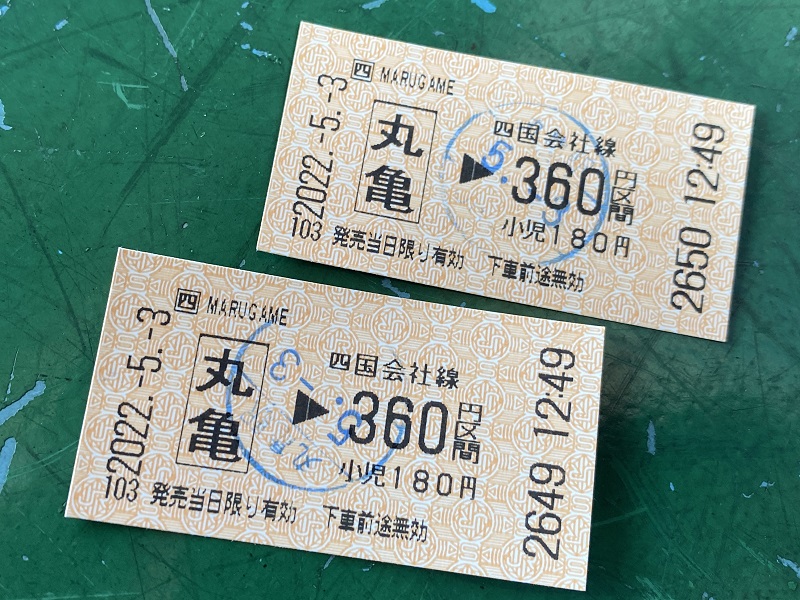 四 MARUGAME
2022.-5.-3
丸亀
四国会社線
▶360円区間
小児180円
103 発売当日限り有効 下車前途無効
2650 12:49
四 MARUGAME
2022.-5.-3
丸亀
四国会社線
▶360円区間
小児180円
103 発売当日限り有効 下車前途無効
2649 12:49